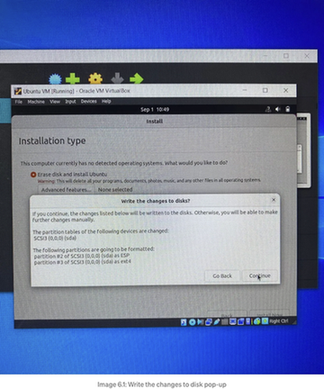 Ubuntu VM [Running] - Oracle VM VirtualBox
File Machine View Input Devices Help
Sep 1 10:49
Install
Installation type
This computer currently has no detected operating systems. What would you like to do?
Erase disk and install Ubuntu
Warning: This will delete all your programs, documents, photos, music, and any other files in all operating systems.
Advanced features... None selected
Write the changes to disks?
If you continue, the changes listed below will be written to the disks. Otherwise, you will be able to make
further changes manually.
The partition tables of the following devices are changed:
SCSI3 (0,0,0) (sda)
The following partitions are going to be formatted:
partition #2 of SCSI3 (0,0,0) (sda) as ESP
partition #3 of SCSI3 (0,0,0) (sda) as ext4
Go Back Continue
Right Ctrl
Image 6.1: Write the changes to disk pop-up